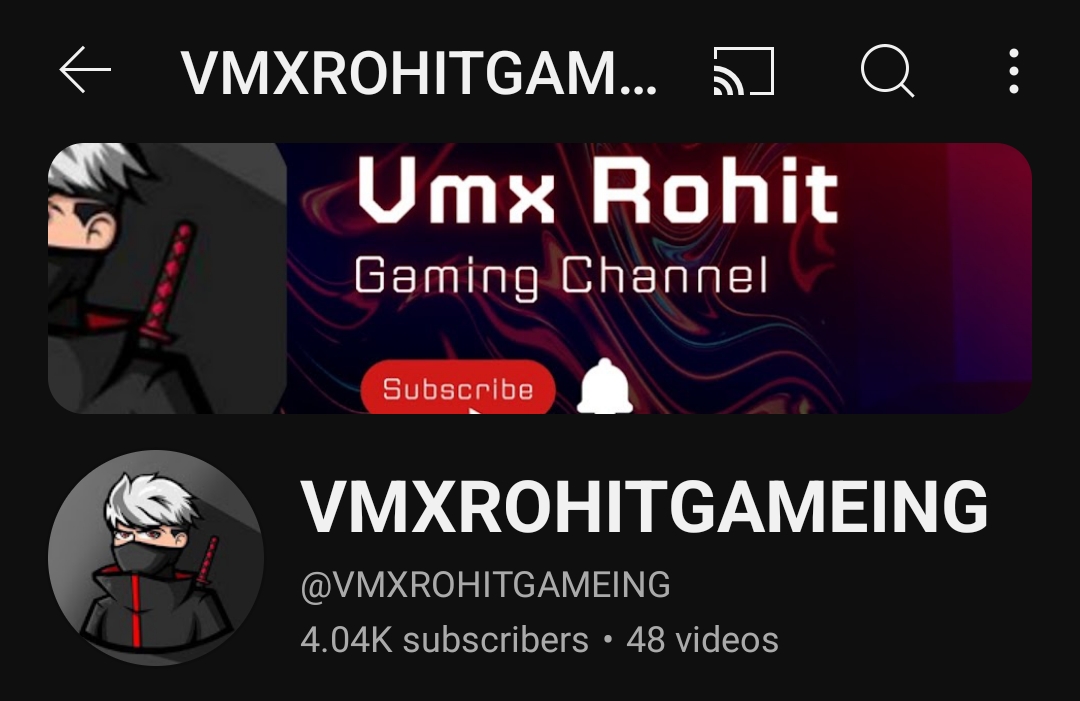 VMXROHITGAM...
Vmx Rohit
Gaming Channel
Subscribe
VMXROHITGAMEING
@VMXROHITGAMEING
4.04K subscribers • 48 videos